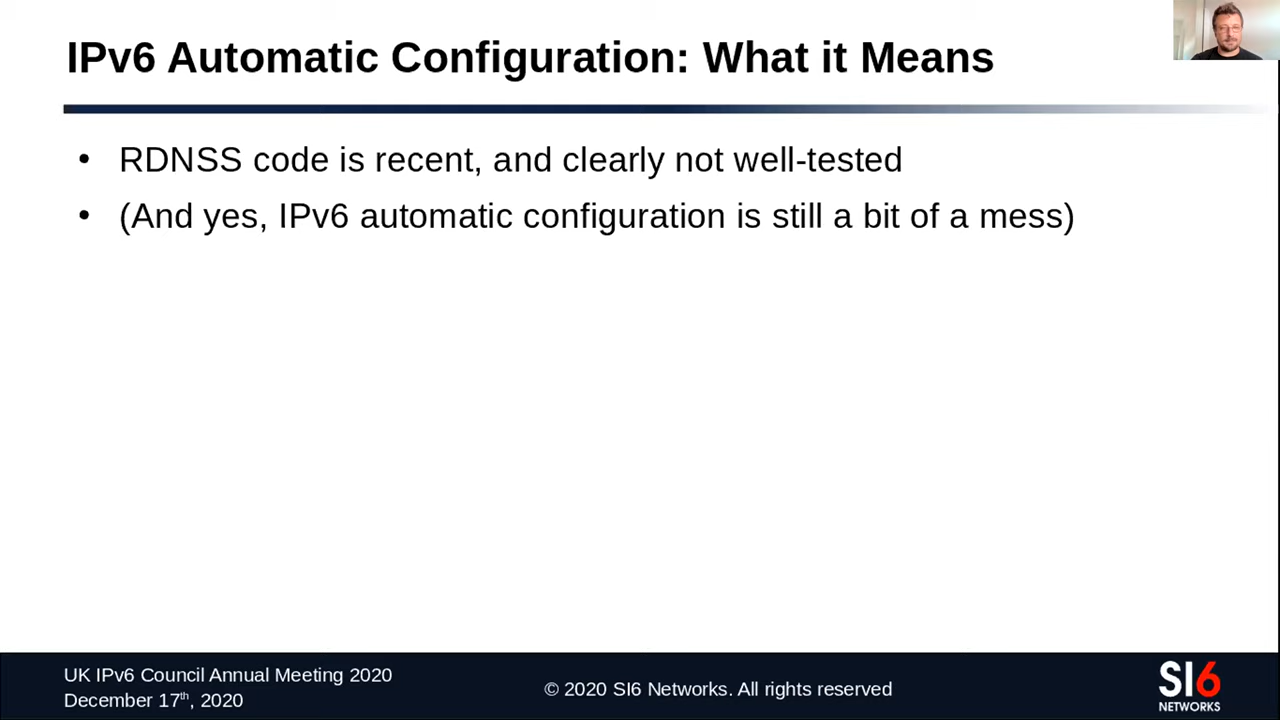 IPv6 Automatic Configuration: What it Means
• RDNSS code is recent, and clearly not well-tested
• (And yes, IPv6 automatic configuration is still a bit of a mess)
UK IPv6 Council Annual Meeting 2020
December 17th, 2020
© 2020 SI6 Networks. All rights reserved
SI6
NETWORKS